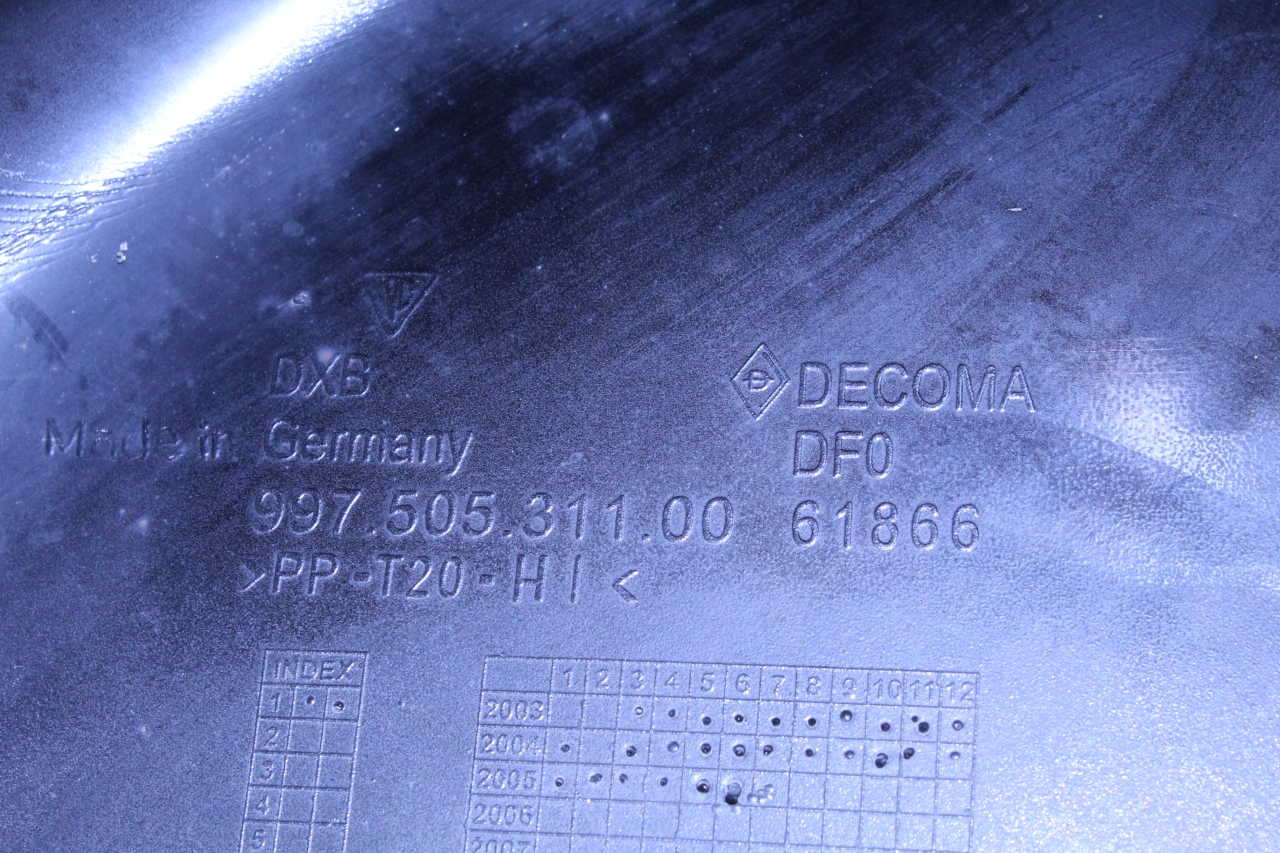 DXB
DECOMA
Made in Germany
DF0
997.505.311.00 61866
>PP-T20-HI<
INDEX
1
2
3
4
5
1 2 3 4 5 6 7 8 9 10 11 12
2003
2004
2005
2006
2007